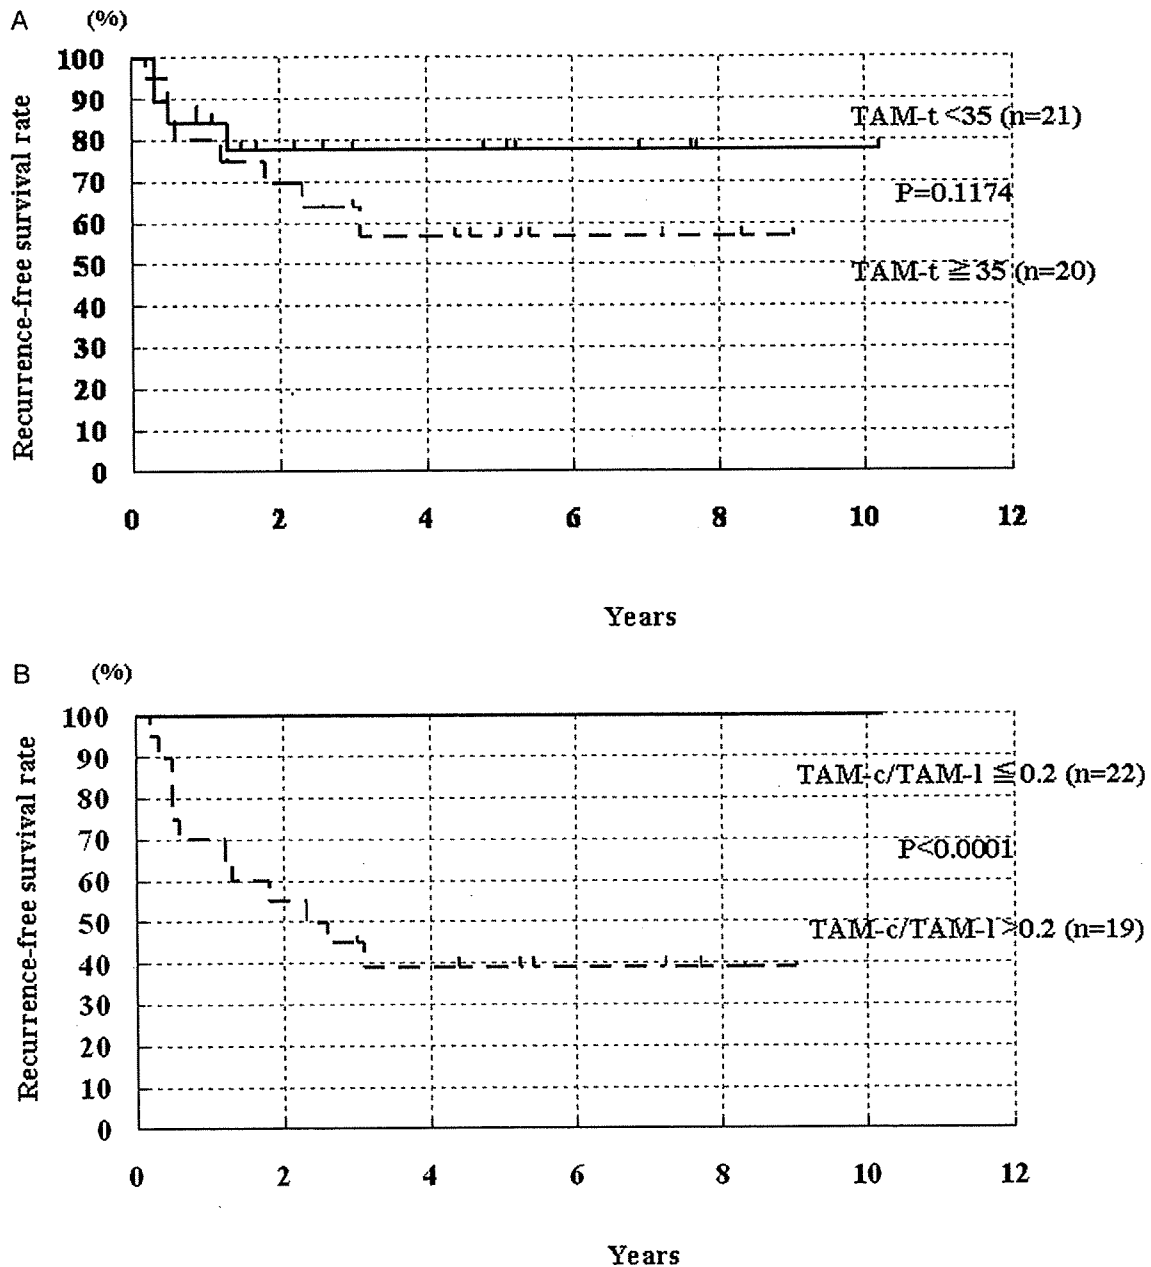 A (%)
100
90
80
70
60
50
40
30
20
10
0
Recurrence-free survival rate
TAM-t <35 (n=21)
P=0.1174
TAM-t ≧35 (n=20)
0 2 4 6 8 10 12
Years
B (%)
100
90
80
70
60
50
40
30
20
10
0
Recurrence-free survival rate
TAM-c/TAM-l ≦0.2 (n=22)
P<0.0001
TAM-c/TAM-l >0.2 (n=19)
0 2 4 6 8 10 12
Years